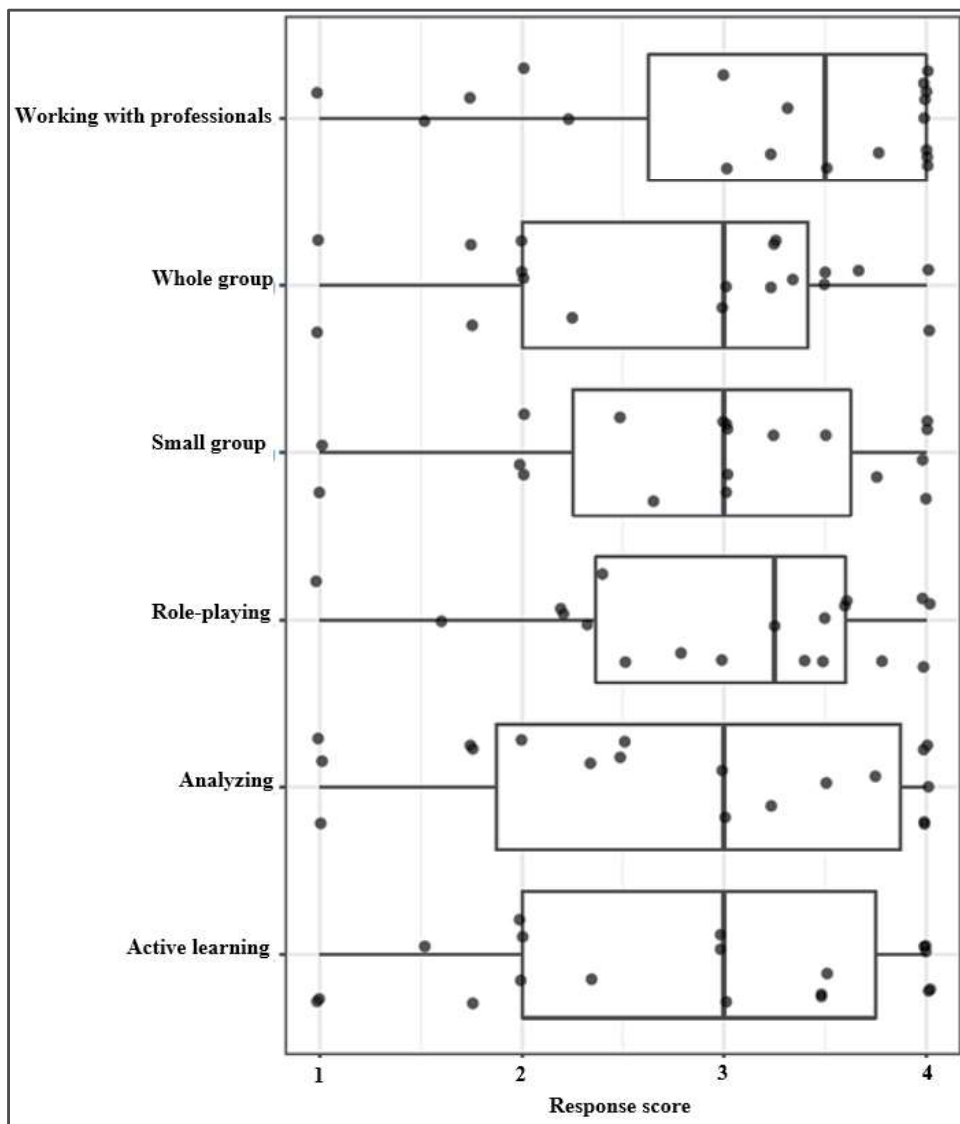 Working with professionals
Whole group
Small group
Role-playing
Analyzing
Active learning
1 2 3 4
Response score